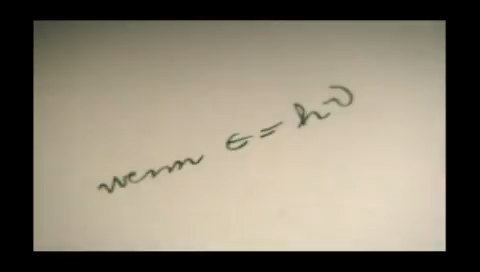 wenn ε = hν